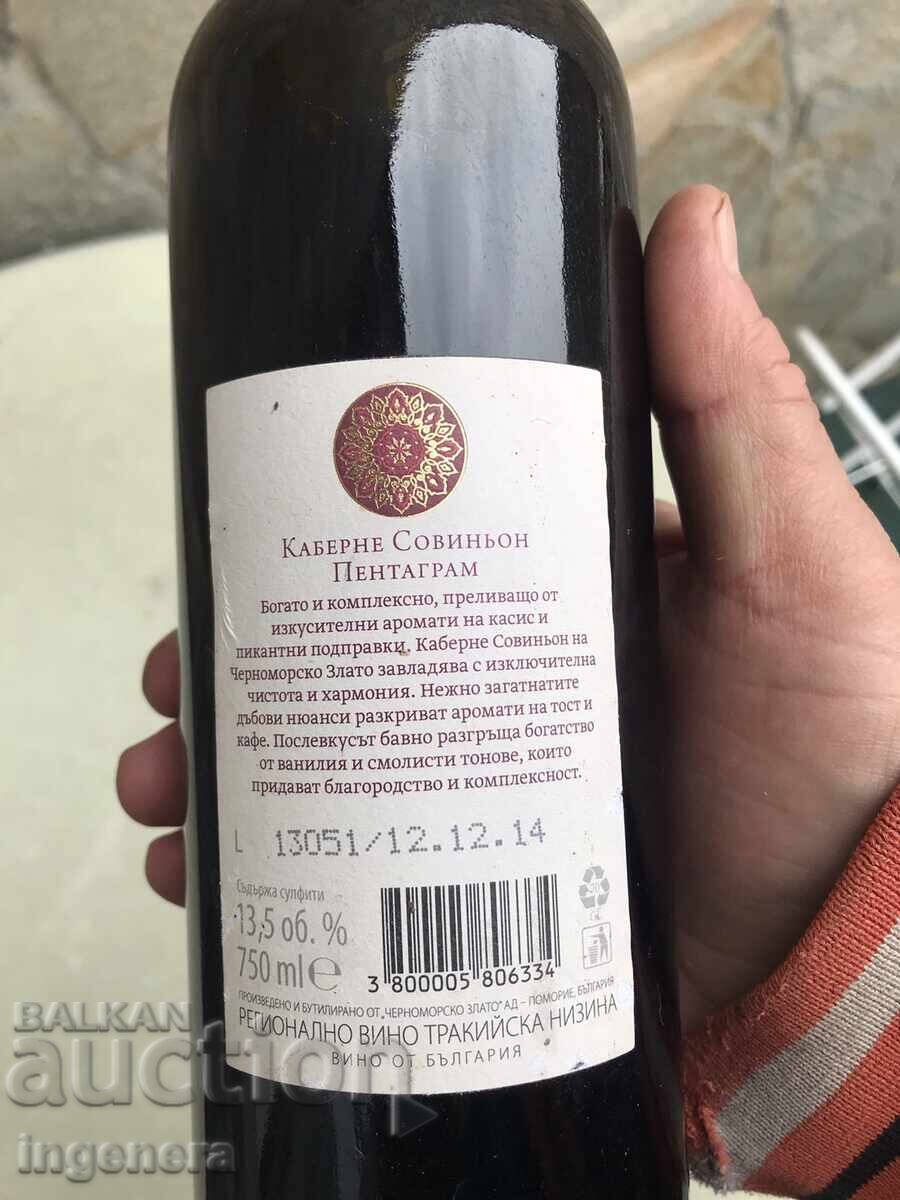 Каберне Совиньон
Пентаграм
Богато и комплексно, преливащо от
изкусителни аромати на касис и
пикантни подправки. Каберне Совиньон на
Черноморско Злато завладява с изключителна
чистота и хармония. Нежно загатнатите
дъбови нюанси разкриват аромати на тост и
кафе. Послевкусът бавно разгръща богатство
от ванилия и смолисти тонове, които
придават благородство и комплексност.
L 13051/12.12.14
Съдържа сулфити
13,5 об. %
750 ml e
3 800005 806334
ПРОИЗВЕДЕНО И БУТИЛИРАНО ОТ „ЧЕРНОМОРСКО ЗЛАТО" АД – ПОМОРИЕ, БЪЛГАРИЯ
РЕГИОНАЛНО ВИНО ТРАКИЙСКА НИЗИНА
ВИНО ОТ БЪЛГАРИЯ
BALKAN
auction
ingenera